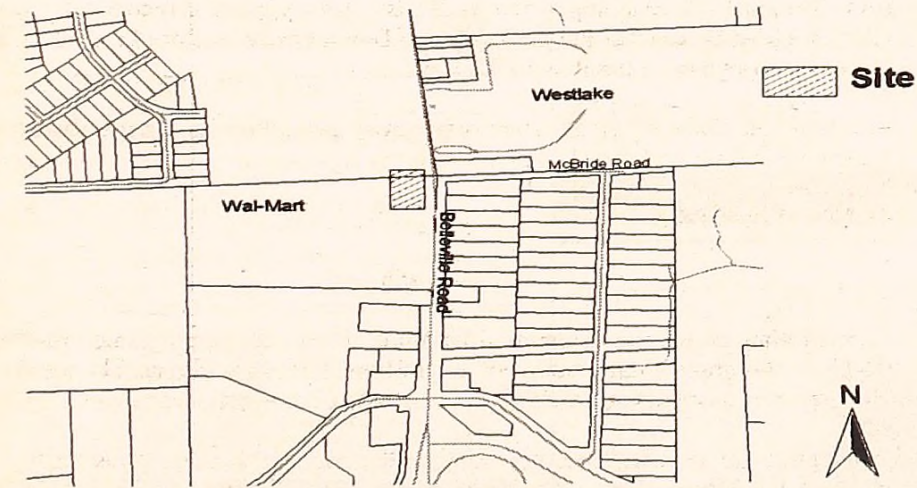 Westlake
Site
McBride Road
Wal-Mart
Belleville Road
N